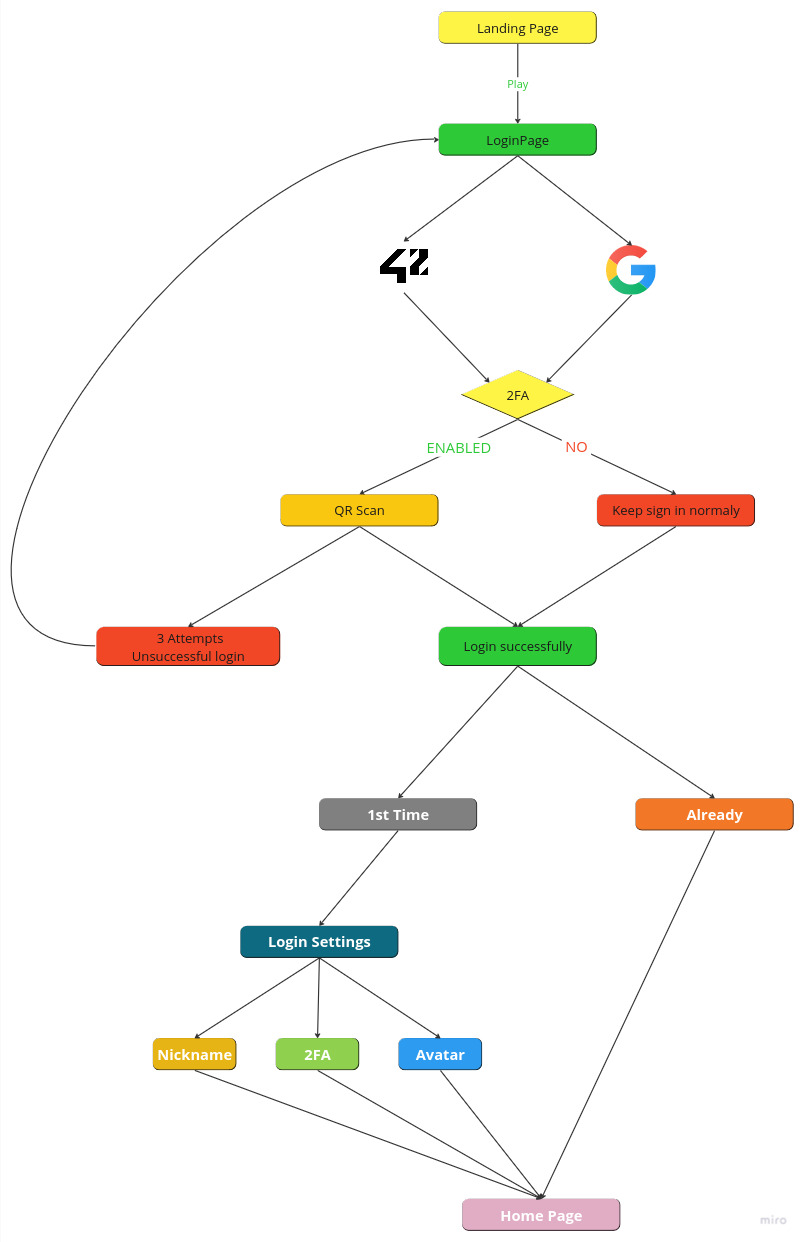 Landing Page
Play
LoginPage
42
2FA
ENABLED
NO
QR Scan
Keep sign in normaly
3 Attempts
Unsuccessful login
Login successfully
1st Time
Already
Login Settings
Nickname
2FA
Avatar
Home Page
miro